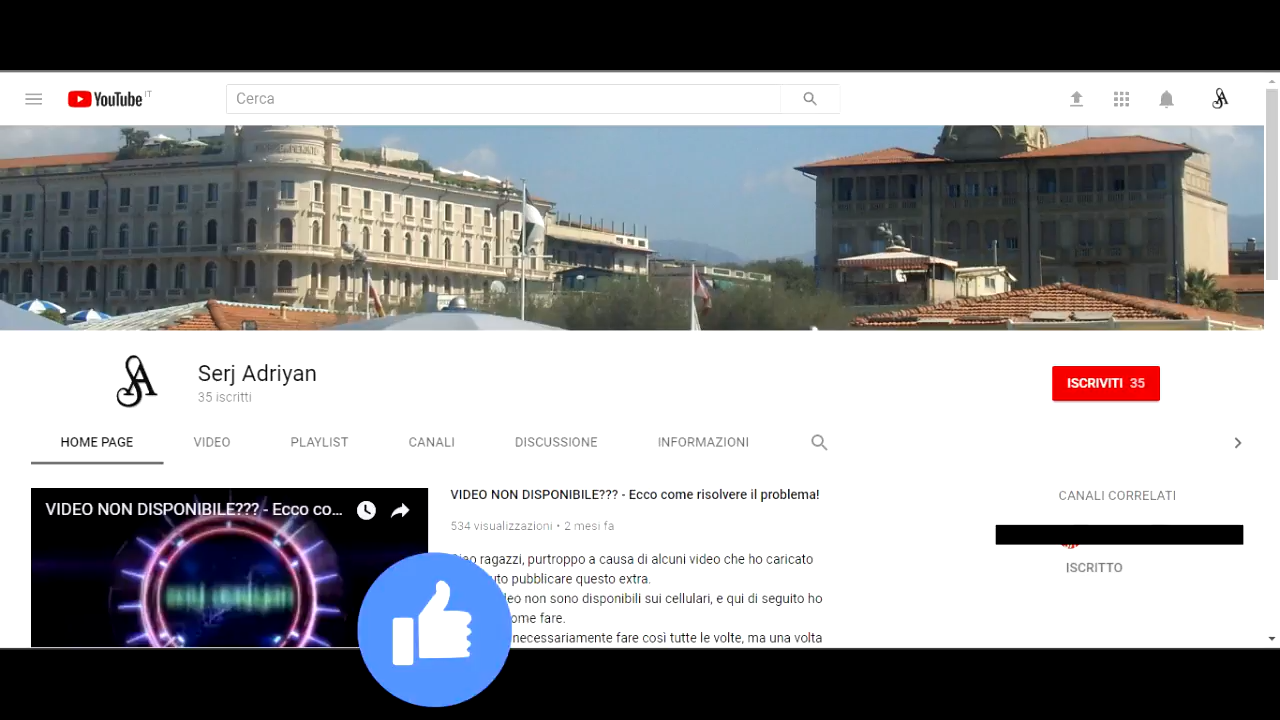 YouTube IT
Cerca
Serj Adriyan
35 iscritti
ISCRIVITI 35
HOME PAGE VIDEO PLAYLIST CANALI DISCUSSIONE INFORMAZIONI
VIDEO NON DISPONIBILE??? - Ecco co...
VIDEO NON DISPONIBILE??? - Ecco come risolvere il problema!
534 visualizzazioni • 2 mesi fa
ragazzi, purtroppo a causa di alcuni video che ho caricato
pubblicare questo extra.
non sono disponibili sui cellulari, e qui di seguito ho
fare.
necessariamente fare così tutte le volte, ma una volta
CANALI CORRELATI
ISCRITTO